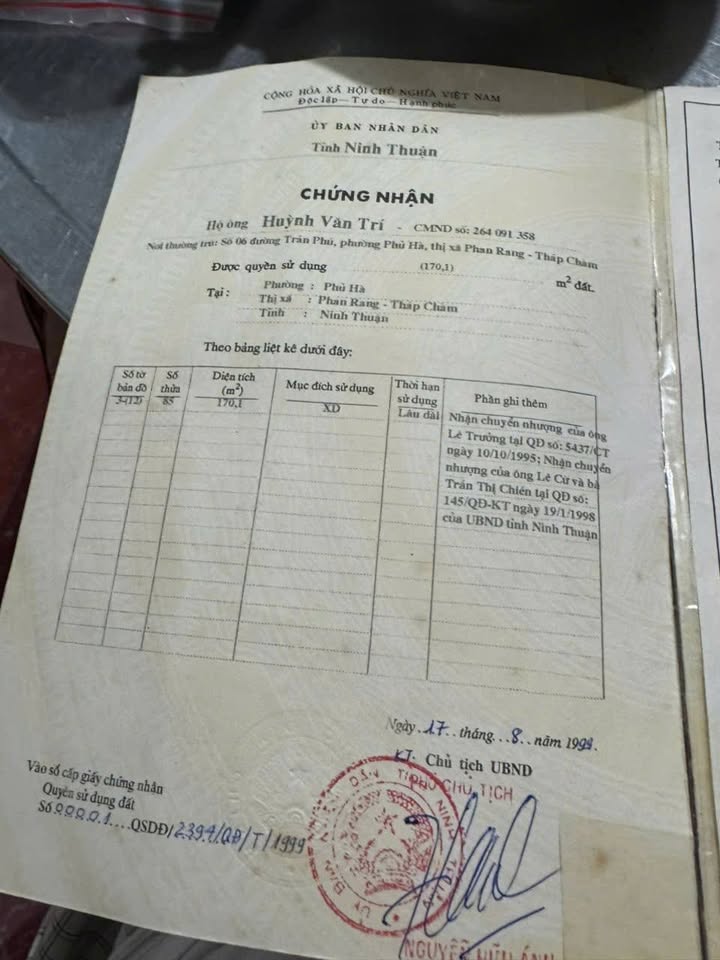 CỘNG HÒA XÃ HỘI CHỦ NGHĨA VIỆT NAM
Độc lập — Tự do — Hạnh phúc
ỦY BAN NHÂN DÂN
Tỉnh Ninh Thuận
CHỨNG NHẬN
Hộ ông Huỳnh Văn Trí - CMND số: 264 091 358
Nơi thường trú: Số 06 đường Trần Phú, phường Phủ Hà, thị xã Phan Rang - Tháp Chàm
Được quyền sử dụng (170,1) m² đất.
Tại : Phường : Phủ Hà
Thị xã : Phan Rang - Tháp Chàm
Tỉnh : Ninh Thuận
Theo bảng liệt kê dưới đây:
Số tờ bản đồ Số thửa Diện tích (m²) Mục đích sử dụng Thời hạn sử dụng Phần ghi thêm
3-(12) 85 170,1 XD Lâu dài Nhận chuyển nhượng của ông
Lê Trưởng tại QĐ số: 5437/CT
ngày 10/10/1995; Nhận chuyển
nhượng của ông Lê Cừ và bà
Trần Thị Chiến tại QĐ số:
145/QĐ-KT ngày 19/1/1998
của UBND tỉnh Ninh Thuận
Ngày 17 tháng 8 năm 1999.
KT. Chủ tịch UBND
PHÓ CHỦ TỊCH
Vào sổ cấp giấy chứng nhận
Quyền sử dụng đất
Số 00001 QSDĐ/2394/QĐ/T/1999
NGUYỄN HỮU ÁNH